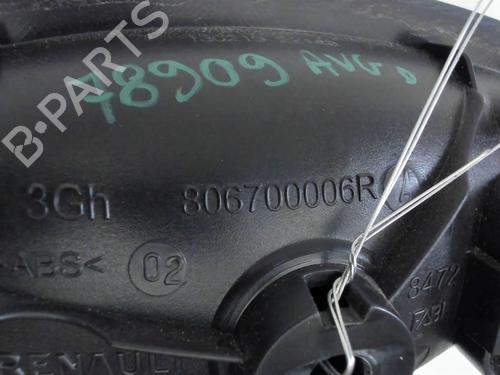 78909 AVG D
B-PARTS
3Gh 806700006R A
>ABS< 02
8472
RENAULT